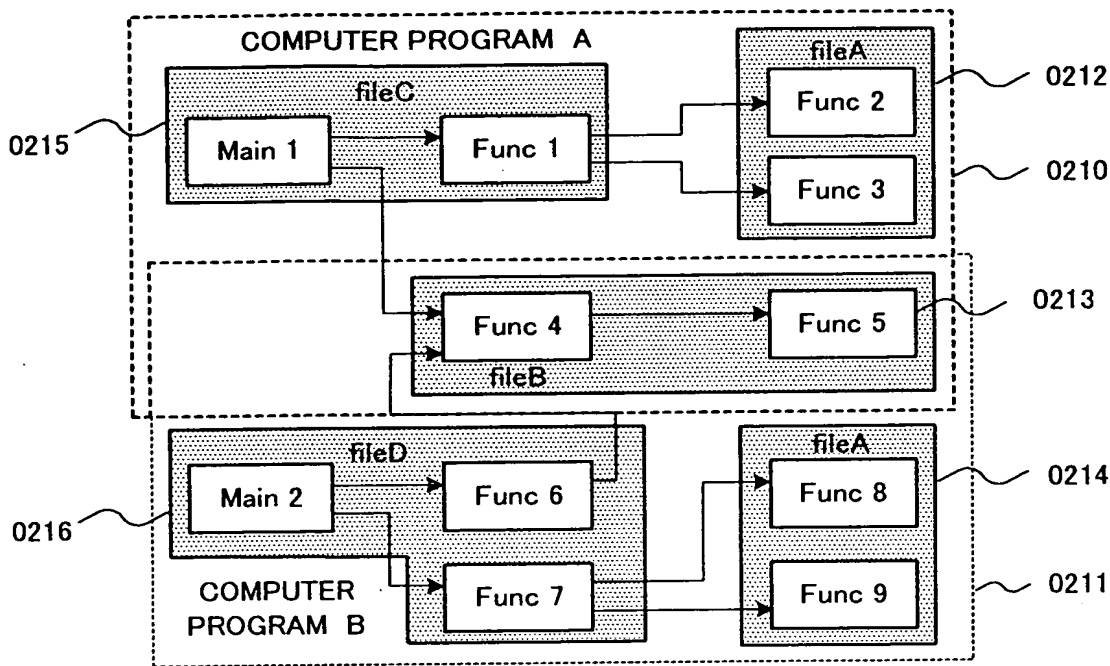 COMPUTER PROGRAM A
fileA
0212
fileC
Func 2
0215
Main 1
Func 1
Func 3
0210
Func 4
Func 5
0213
fileB
fileD
fileA
0214
Main 2
Func 6
Func 8
0216
COMPUTER
PROGRAM B
Func 7
Func 9
0211